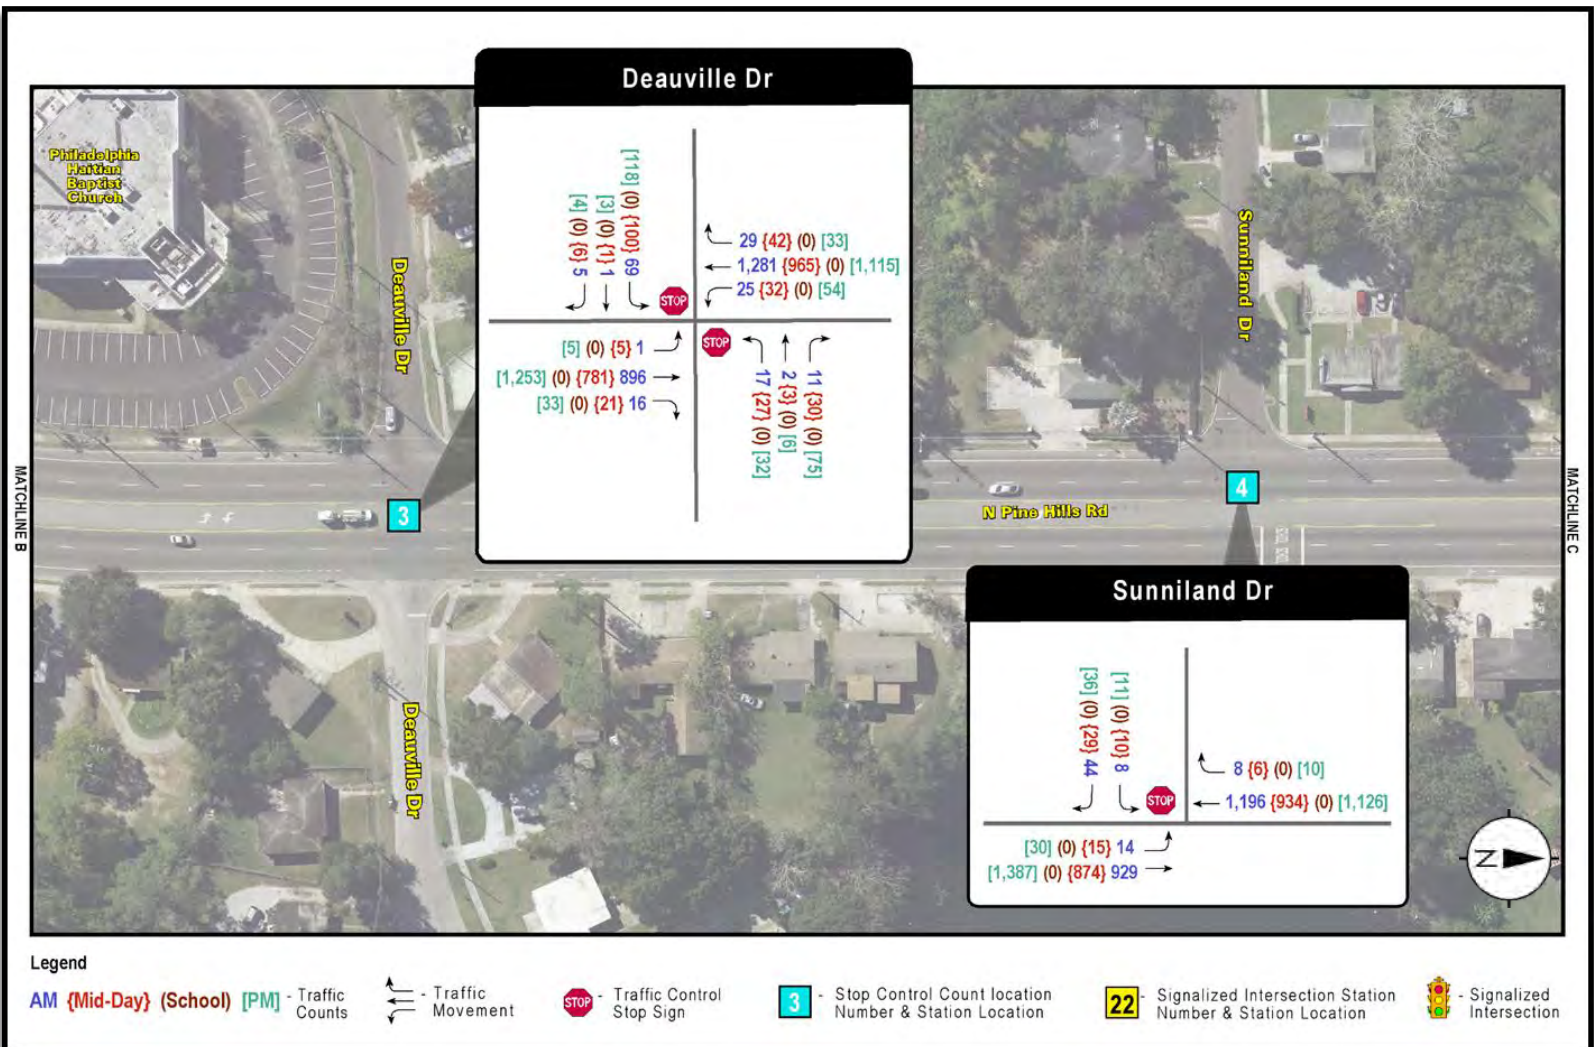 Deauville Dr
Philadelphia
Haitian
Baptist
Church
Deauville Dr
[4] (0) {6} 5
[3] (0) {1} 1
[118] (0) {100} 69
STOP
29 {42} (0) [33]
1,281 {965} (0) [1,115]
25 {32} (0) [54]
[5] (0) {5} 1
[1,253] (0) {781} 896
[33] (0) {21} 16
STOP
17 {27} (0) [32]
2 {3} (0) [6]
11 {30} (0) [75]
Sunniland Dr
MATCHLINE B
3
N Pine Hills Rd
4
MATCHLINE C
Deauville Dr
Sunniland Dr
[36] (0) {29} 44
[11] (0) {10} 8
STOP
8 {6} (0) [10]
1,196 {934} (0) [1,126]
[30] (0) {15} 14
[1,387] (0) {874} 929
N
Legend
AM {Mid-Day} (School) [PM] - Traffic
Counts
- Traffic
Movement
STOP - Traffic Control
Stop Sign
3 - Stop Control Count location
Number & Station Location
22 - Signalized Intersection Station
Number & Station Location
- Signalized
Intersection